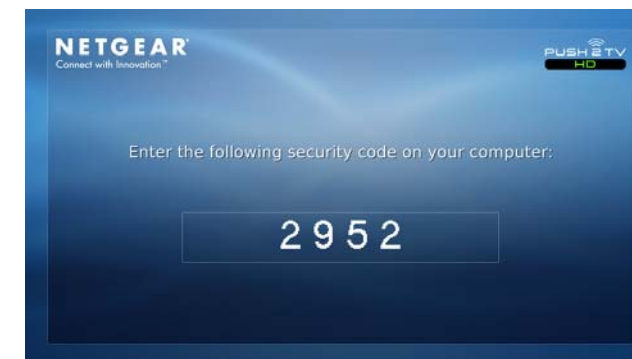 NETGEAR®
Connect with Innovation™
PUSH2TV
HD
Enter the following security code on your computer:
2952